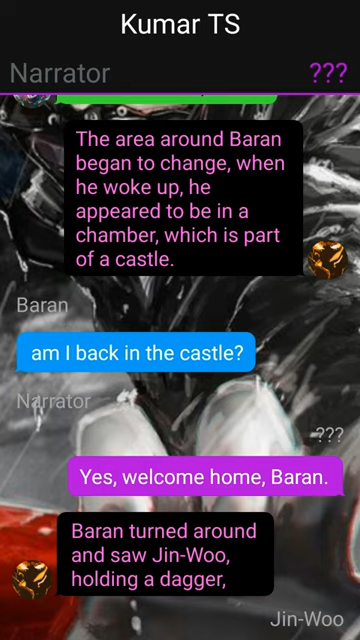 Kumar TS
Narrator
???
The area around Baran
began to change, when
he woke up, he
appeared to be in a
chamber, which is part
of a castle.
Baran
am I back in the castle?
Narrator
???
Yes, welcome home, Baran.
Baran turned around
and saw Jin-Woo,
holding a dagger,
Jin-Woo